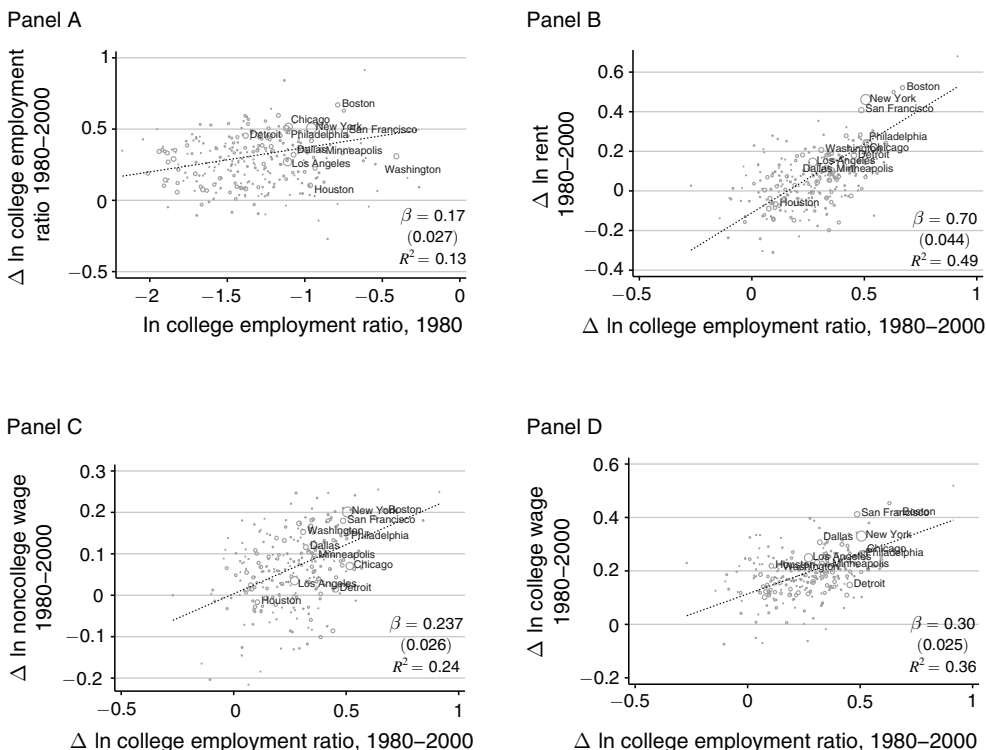 Panel A
Δ ln college employment
ratio 1980–2000
1
0.5
0
−0.5
Boston
Chicago
New York
San Francisco
Detroit
Philadelphia
Dallas
Minneapolis
Los Angeles
Washington
Houston
β = 0.17
(0.027)
R² = 0.13
−2
−1.5
−1
−0.5
0
ln college employment ratio, 1980
Panel B
Δ ln rent
1980–2000
0.6
0.4
0.2
0
−0.2
−0.4
Boston
New York
San Francisco
Philadelphia
Washington
Chicago
Detroit
Los Angeles
Dallas
Minneapolis
Houston
β = 0.70
(0.044)
R² = 0.49
−0.5
0
0.5
1
Δ ln college employment ratio, 1980–2000
Panel C
Δ ln noncollege wage
1980–2000
0.3
0.2
0.1
0
−0.1
−0.2
New York
Boston
San Francisco
Washington
Philadelphia
Dallas
Minneapolis
Chicago
Los Angeles
Detroit
Houston
β = 0.237
(0.026)
R² = 0.24
−0.5
0
0.5
1
Δ ln college employment ratio, 1980–2000
Panel D
Δ ln college wage
1980–2000
0.6
0.4
0.2
0
−0.2
San Francisco
Boston
Dallas
New York
Chicago
Philadelphia
Los Angeles
Houston
Minneapolis
Washington
Detroit
β = 0.30
(0.025)
R² = 0.36
−0.5
0
0.5
1
Δ ln college employment ratio, 1980–2000